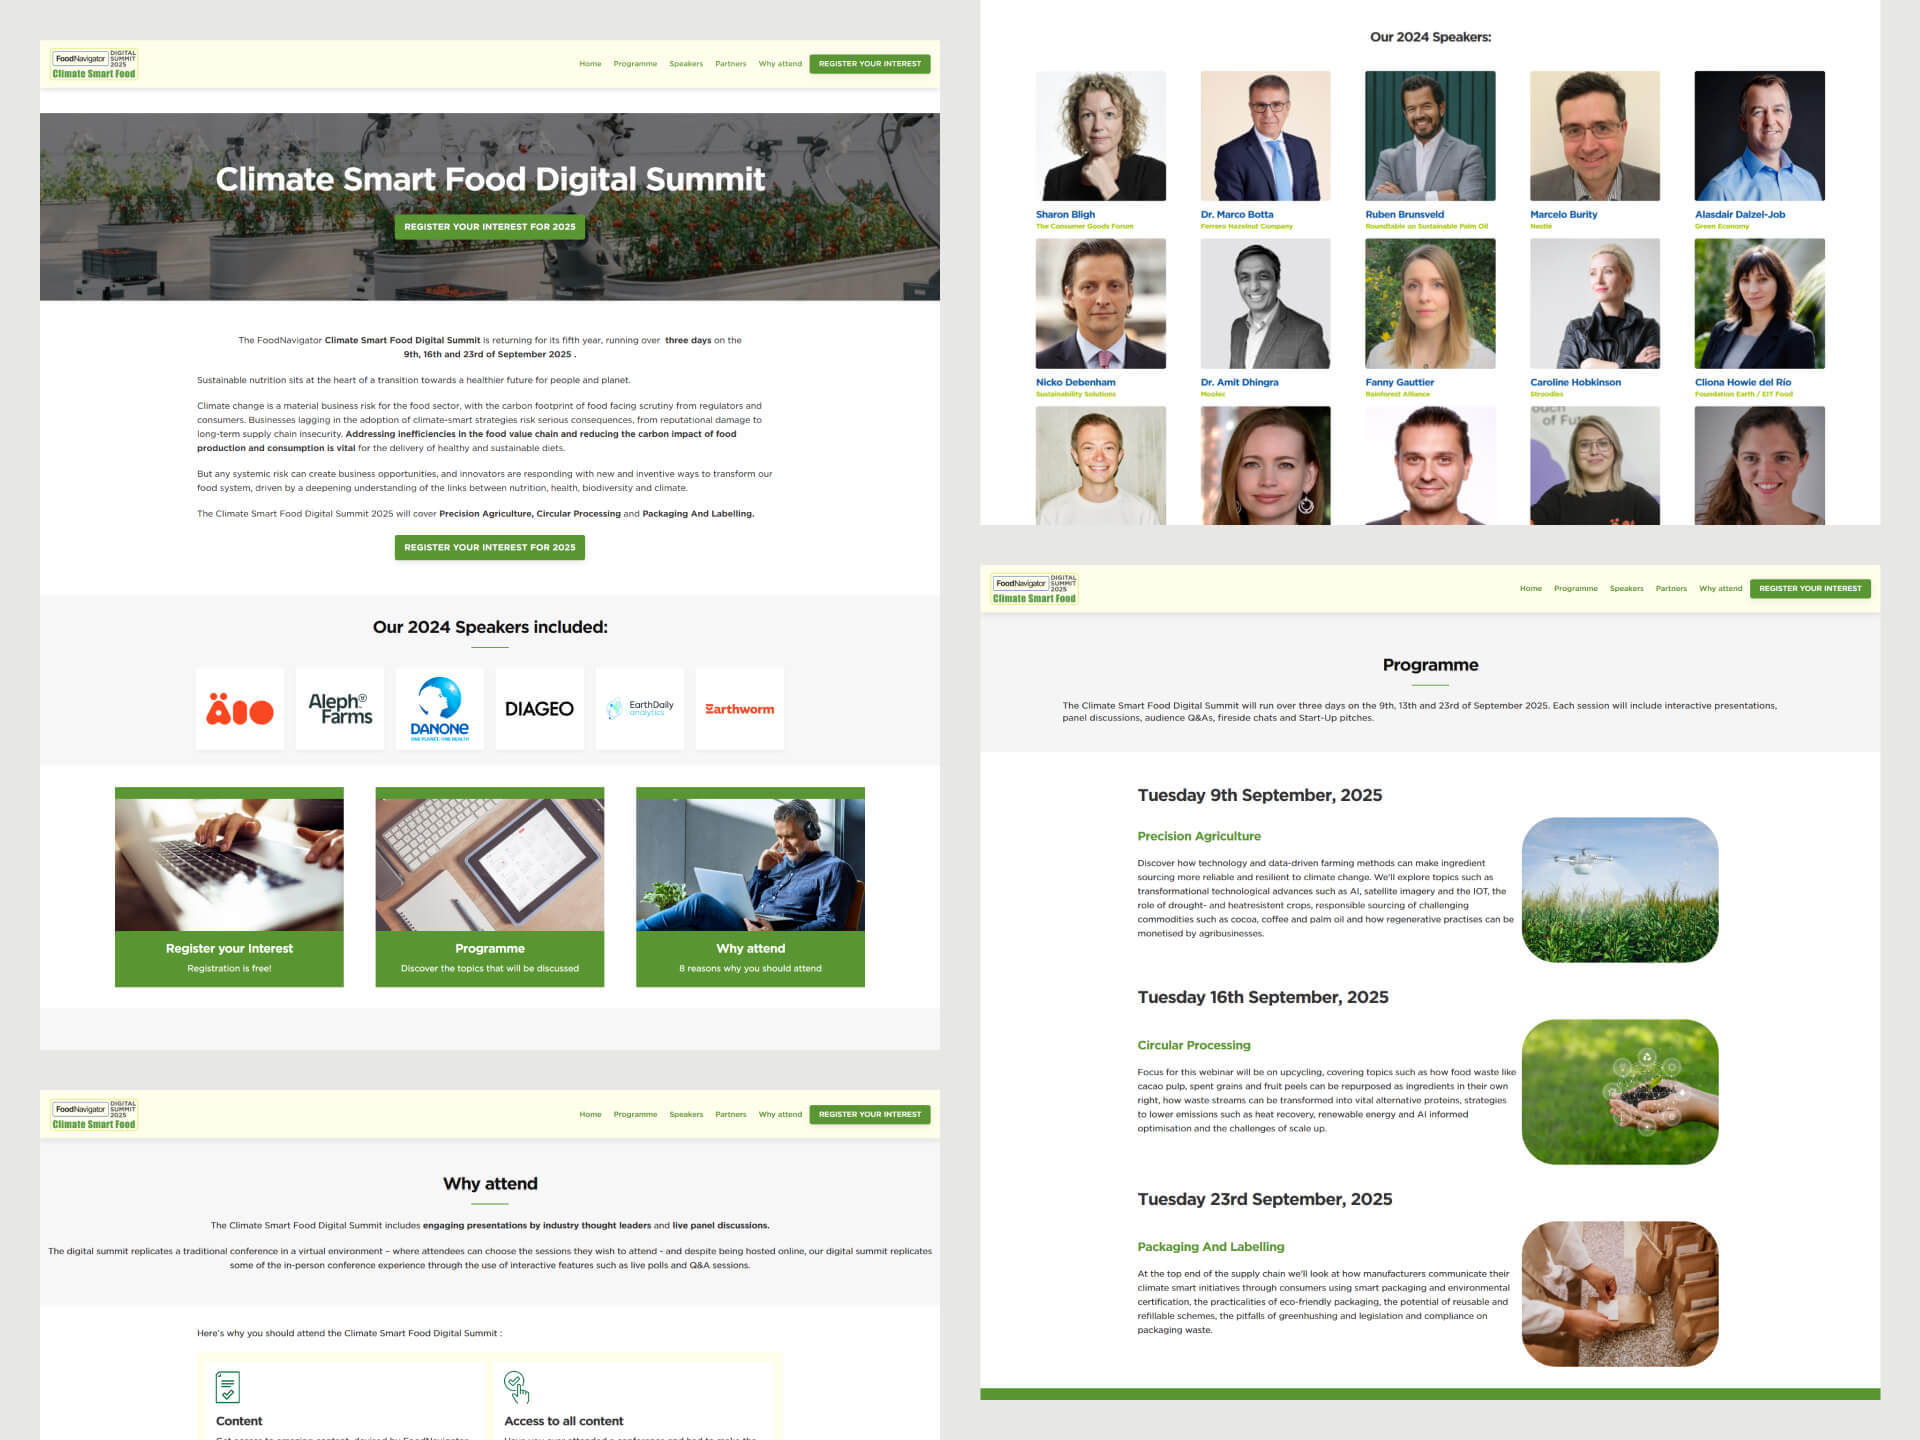 FoodNavigator
DIGITAL
SUMMIT
2025
Climate Smart Food
Home Programme Speakers Partners Why attend REGISTER YOUR INTEREST
Climate Smart Food Digital Summit
REGISTER YOUR INTEREST FOR 2025
The FoodNavigator Climate Smart Food Digital Summit is returning for its fifth year, running over three days on the
9th, 16th and 23rd of September 2025 .
Sustainable nutrition sits at the heart of a transition towards a healthier future for people and planet.
Climate change is a material business risk for the food sector, with the carbon footprint of food facing scrutiny from regulators and
consumers. Businesses lagging in the adoption of climate-smart strategies risk serious consequences, from reputational damage to
long-term supply chain insecurity. Addressing inefficiencies in the food value chain and reducing the carbon impact of food
production and consumption is vital for the delivery of healthy and sustainable diets.
But any systemic risk can create business opportunities, and innovators are responding with new and inventive ways to transform our
food system, driven by a deepening understanding of the links between nutrition, health, biodiversity and climate.
The Climate Smart Food Digital Summit 2025 will cover Precision Agriculture, Circular Processing and Packaging And Labelling.
REGISTER YOUR INTEREST FOR 2025
Our 2024 Speakers included:
ÄIO
Aleph Farms
DANONE
ONE PLANET. ONE HEALTH
DIAGEO
EarthDaily
analytics
Earthworm
Register your Interest
Registration is free!
Programme
Discover the topics that will be discussed
Why attend
8 reasons why you should attend
FoodNavigator
DIGITAL
SUMMIT
2025
Climate Smart Food
Home Programme Speakers Partners Why attend REGISTER YOUR INTEREST
Why attend
The Climate Smart Food Digital Summit includes engaging presentations by industry thought leaders and live panel discussions.
The digital summit replicates a traditional conference in a virtual environment – where attendees can choose the sessions they wish to attend - and despite being hosted online, our digital summit replicates
some of the in-person conference experience through the use of interactive features such as live polls and Q&A sessions.
Here's why you should attend the Climate Smart Food Digital Summit :
Content
Access to all content
Our 2024 Speakers:
Sharon Bligh
The Consumer Goods Forum
Dr. Marco Botta
Ferrero Hazelnut Company
Ruben Brunsveld
Roundtable on Sustainable Palm Oil
Marcelo Burity
Nestlé
Alasdair Dalzel-Job
Green Economy
Nicko Debenham
Sustainability Solutions
Dr. Amit Dhingra
Moolec
Fanny Gauttier
Rainforest Alliance
Caroline Hobkinson
Stroodles
Cliona Howie del Río
Foundation Earth / EIT Food
FoodNavigator
DIGITAL
SUMMIT
2025
Climate Smart Food
Home Programme Speakers Partners Why attend REGISTER YOUR INTEREST
Programme
The Climate Smart Food Digital Summit will run over three days on the 9th, 13th and 23rd of September 2025. Each session will include interactive presentations,
panel discussions, audience Q&As, fireside chats and Start-Up pitches.
Tuesday 9th September, 2025
Precision Agriculture
Discover how technology and data-driven farming methods can make ingredient
sourcing more reliable and resilient to climate change. We'll explore topics such as
transformational technological advances such as AI, satellite imagery and the IOT, the
role of drought- and heatresistent crops, responsible sourcing of challenging
commodities such as cocoa, coffee and palm oil and how regenerative practises can be
monetised by agribusinesses.
Tuesday 16th September, 2025
Circular Processing
Focus for this webinar will be on upcycling, covering topics such as how food waste like
cacao pulp, spent grains and fruit peels can be repurposed as ingredients in their own
right, how waste streams can be transformed into vital alternative proteins, strategies
to lower emissions such as heat recovery, renewable energy and AI informed
optimisation and the challenges of scale up.
Tuesday 23rd September, 2025
Packaging And Labelling
At the top end of the supply chain we'll look at how manufacturers communicate their
climate smart initiatives through consumers using smart packaging and environmental
certification, the practicalities of eco-friendly packaging, the potential of reusable and
refillable schemes, the pitfalls of greenhushing and legislation and compliance on
packaging waste.